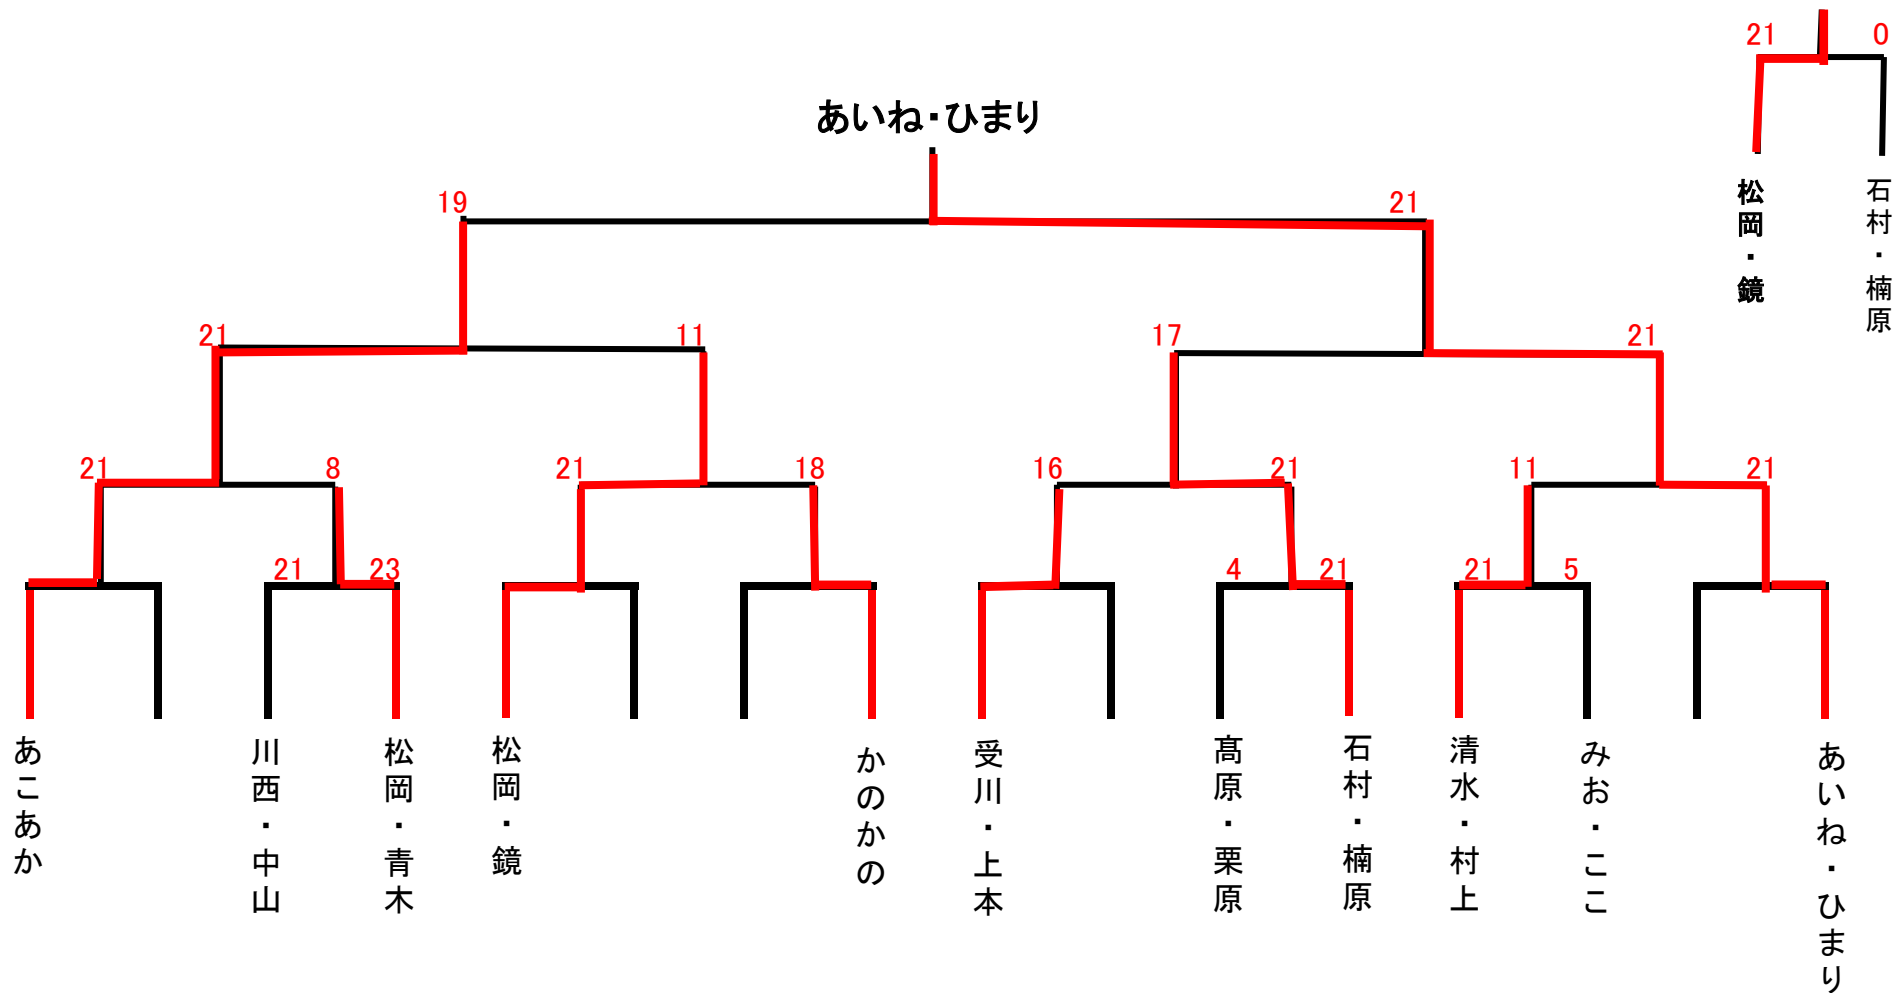 21 0
あいね・ひまり
松岡・鏡
石村・楠原
19 21
21 11 17 21
21 8 21 18 16 21 11 21
21 23 4 21 21 5
あこあか
川西・中山
松岡・青木
松岡・鏡
かのかの
受川・上本
髙原・栗原
石村・楠原
清水・村上
みお・ここ
あいね・ひまり